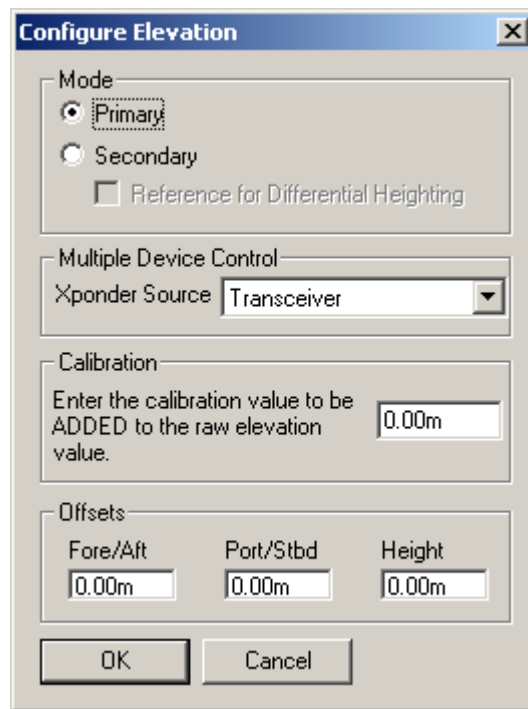 Configure Elevation
Mode
Primary
Secondary
Reference for Differential Heighting
Multiple Device Control
Xponder Source Transceiver
Calibration
Enter the calibration value to be
ADDED to the raw elevation
value.
0.00m
Offsets
Fore/Aft Port/Stbd Height
0.00m 0.00m 0.00m
OK Cancel